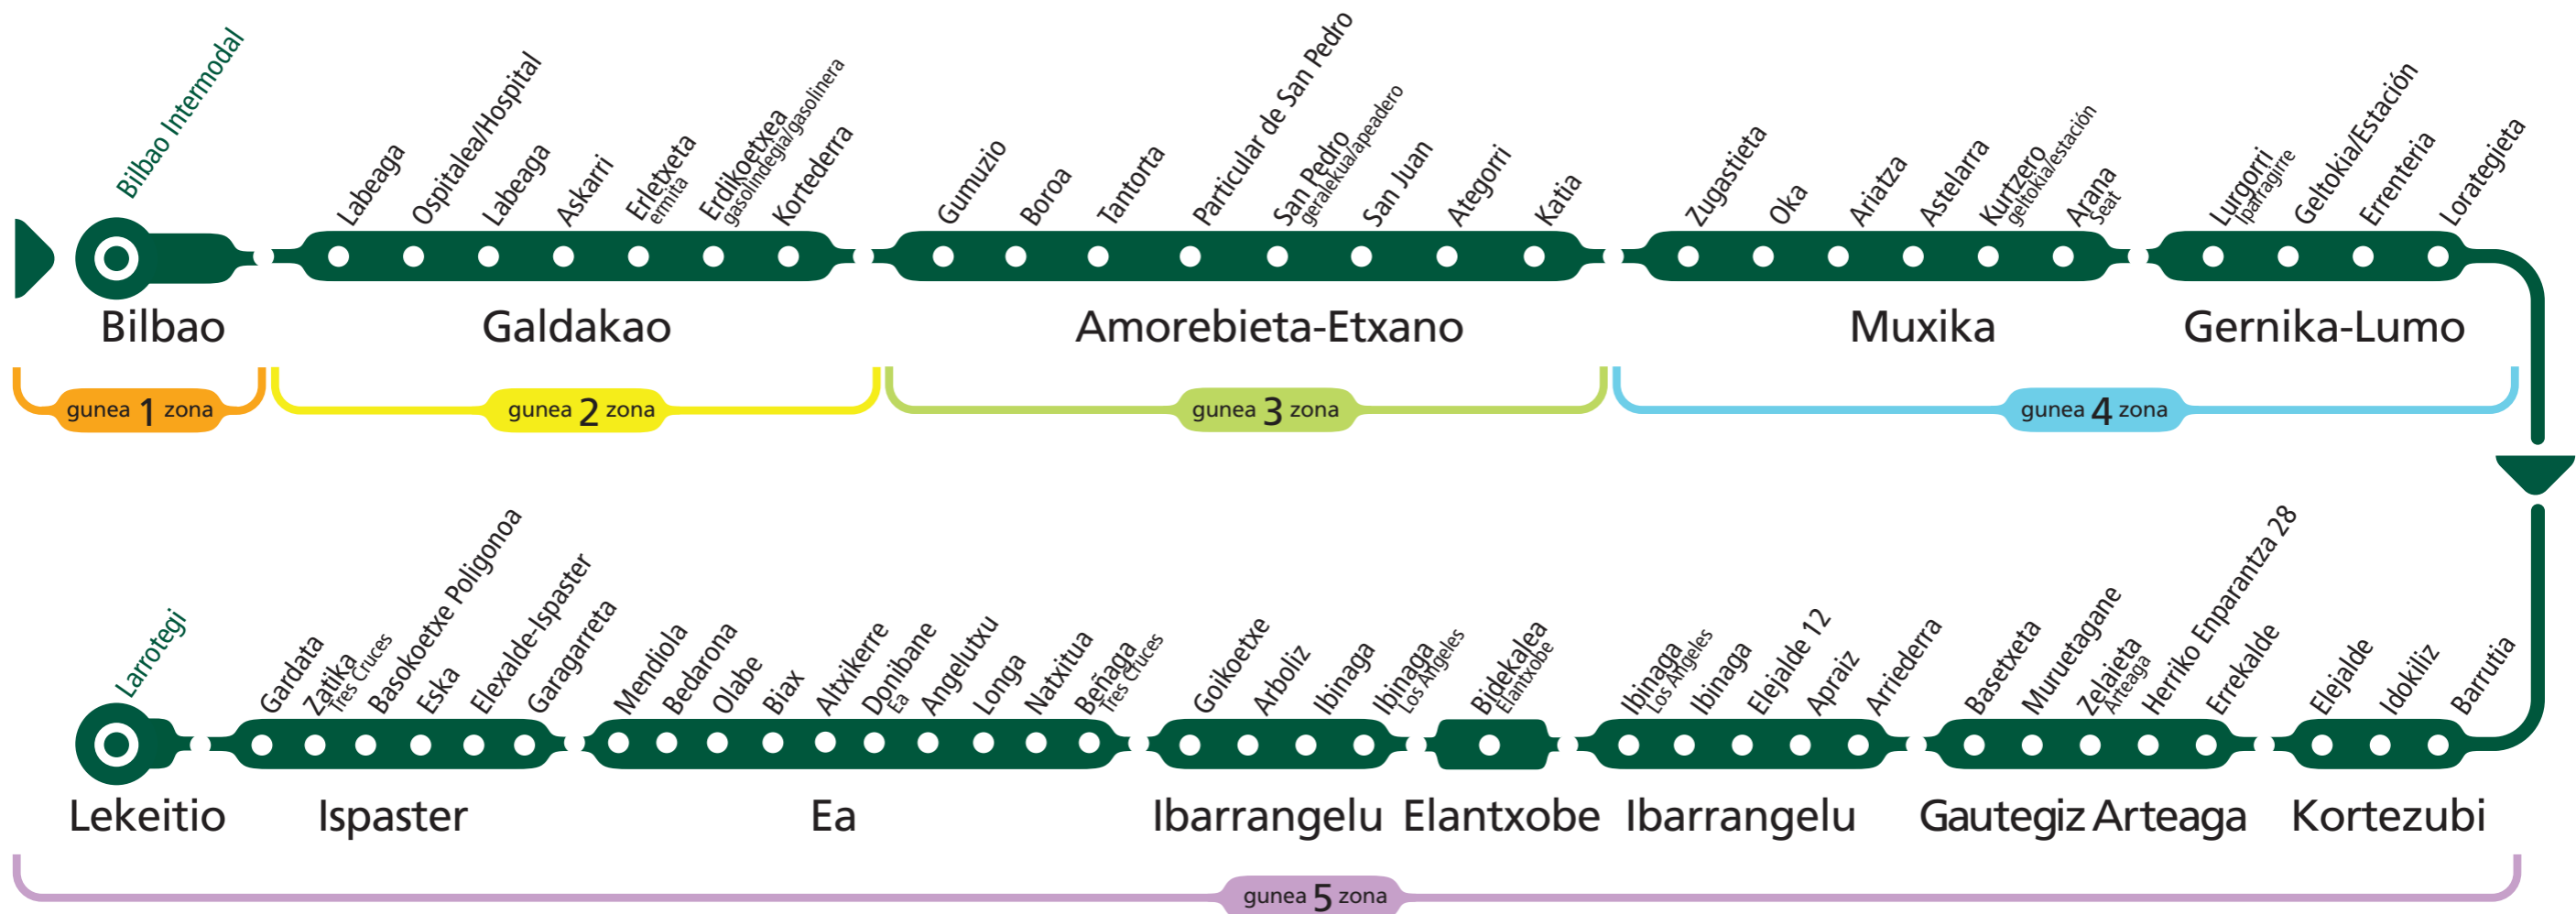 Bilbao Intermodal
Labeaga
Ospitalea/Hospital
Labeaga
Askarri
Erletxeta
ermita
Erdikoetxea
gasolindegia/gasolinera
Kortederra
Gumuzio
Boroa
Tantorta
Particular de San Pedro
San Pedro
geralekua/apeadero
San Juan
Ategorri
Katia
Zugastieta
Oka
Ariatza
Astelarra
Kurtzero
geltokia/estación
Arana
Seat
Lurgorri
Iparragirre
Geltokia/Estación
Errenteria
Lorategieta
Bilbao
Galdakao
Amorebieta-Etxano
Muxika
Gernika-Lumo
gunea 1 zona
gunea 2 zona
gunea 3 zona
gunea 4 zona
Larrotegi
Gardata
Zatika
Tres Cruces
Basokoetxe Poligonoa
Eska
Elexalde-Ispaster
Garagarreta
Mendiola
Bedarona
Olabe
Biax
Altxikerre
Donibane
Ea
Angelutxu
Longa
Natxitua
Beñaga
Tres Cruces
Goikoetxe
Arboliz
Ibinaga
Ibinaga
Los Angeles
Bidekalea
Elantxobe
Ibinaga
Los Angeles
Ibinaga
Elejalde 12
Apraiz
Arriederra
Basetxeta
Muruetagane
Zelaieta
Arteaga
Herriko Enparantza 28
Errekalde
Elejalde
Idokiliz
Barrutia
Lekeitio
Ispaster
Ea
Ibarrangelu
Elantxobe
Ibarrangelu
Gautegiz Arteaga
Kortezubi
gunea 5 zona